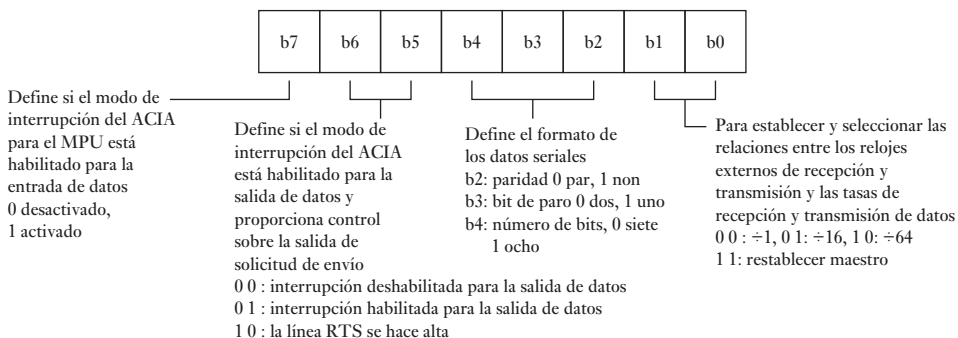 b7 b6 b5 b4 b3 b2 b1 b0
Define si el modo de
interrupción del ACIA
para el MPU está
habilitado para la
entrada de datos
0 desactivado,
1 activado
Define si el modo de
interrupción del ACIA
está habilitado para la
salida de datos y
proporciona control
sobre la salida de
solicitud de envío
0 0 : interrupción deshabilitada para la salida de datos
0 1 : interrupción habilitada para la salida de datos
1 0 : la línea RTS se hace alta
Define el formato de
los datos seriales
b2: paridad 0 par, 1 non
b3: bit de paro 0 dos, 1 uno
b4: número de bits, 0 siete
1 ocho
Para establecer y seleccionar las
relaciones entre los relojes
externos de recepción y
transmisión y las tasas de
recepción y transmisión de datos
0 0 : ÷1, 0 1: ÷16, 1 0: ÷64
1 1: restablecer maestro